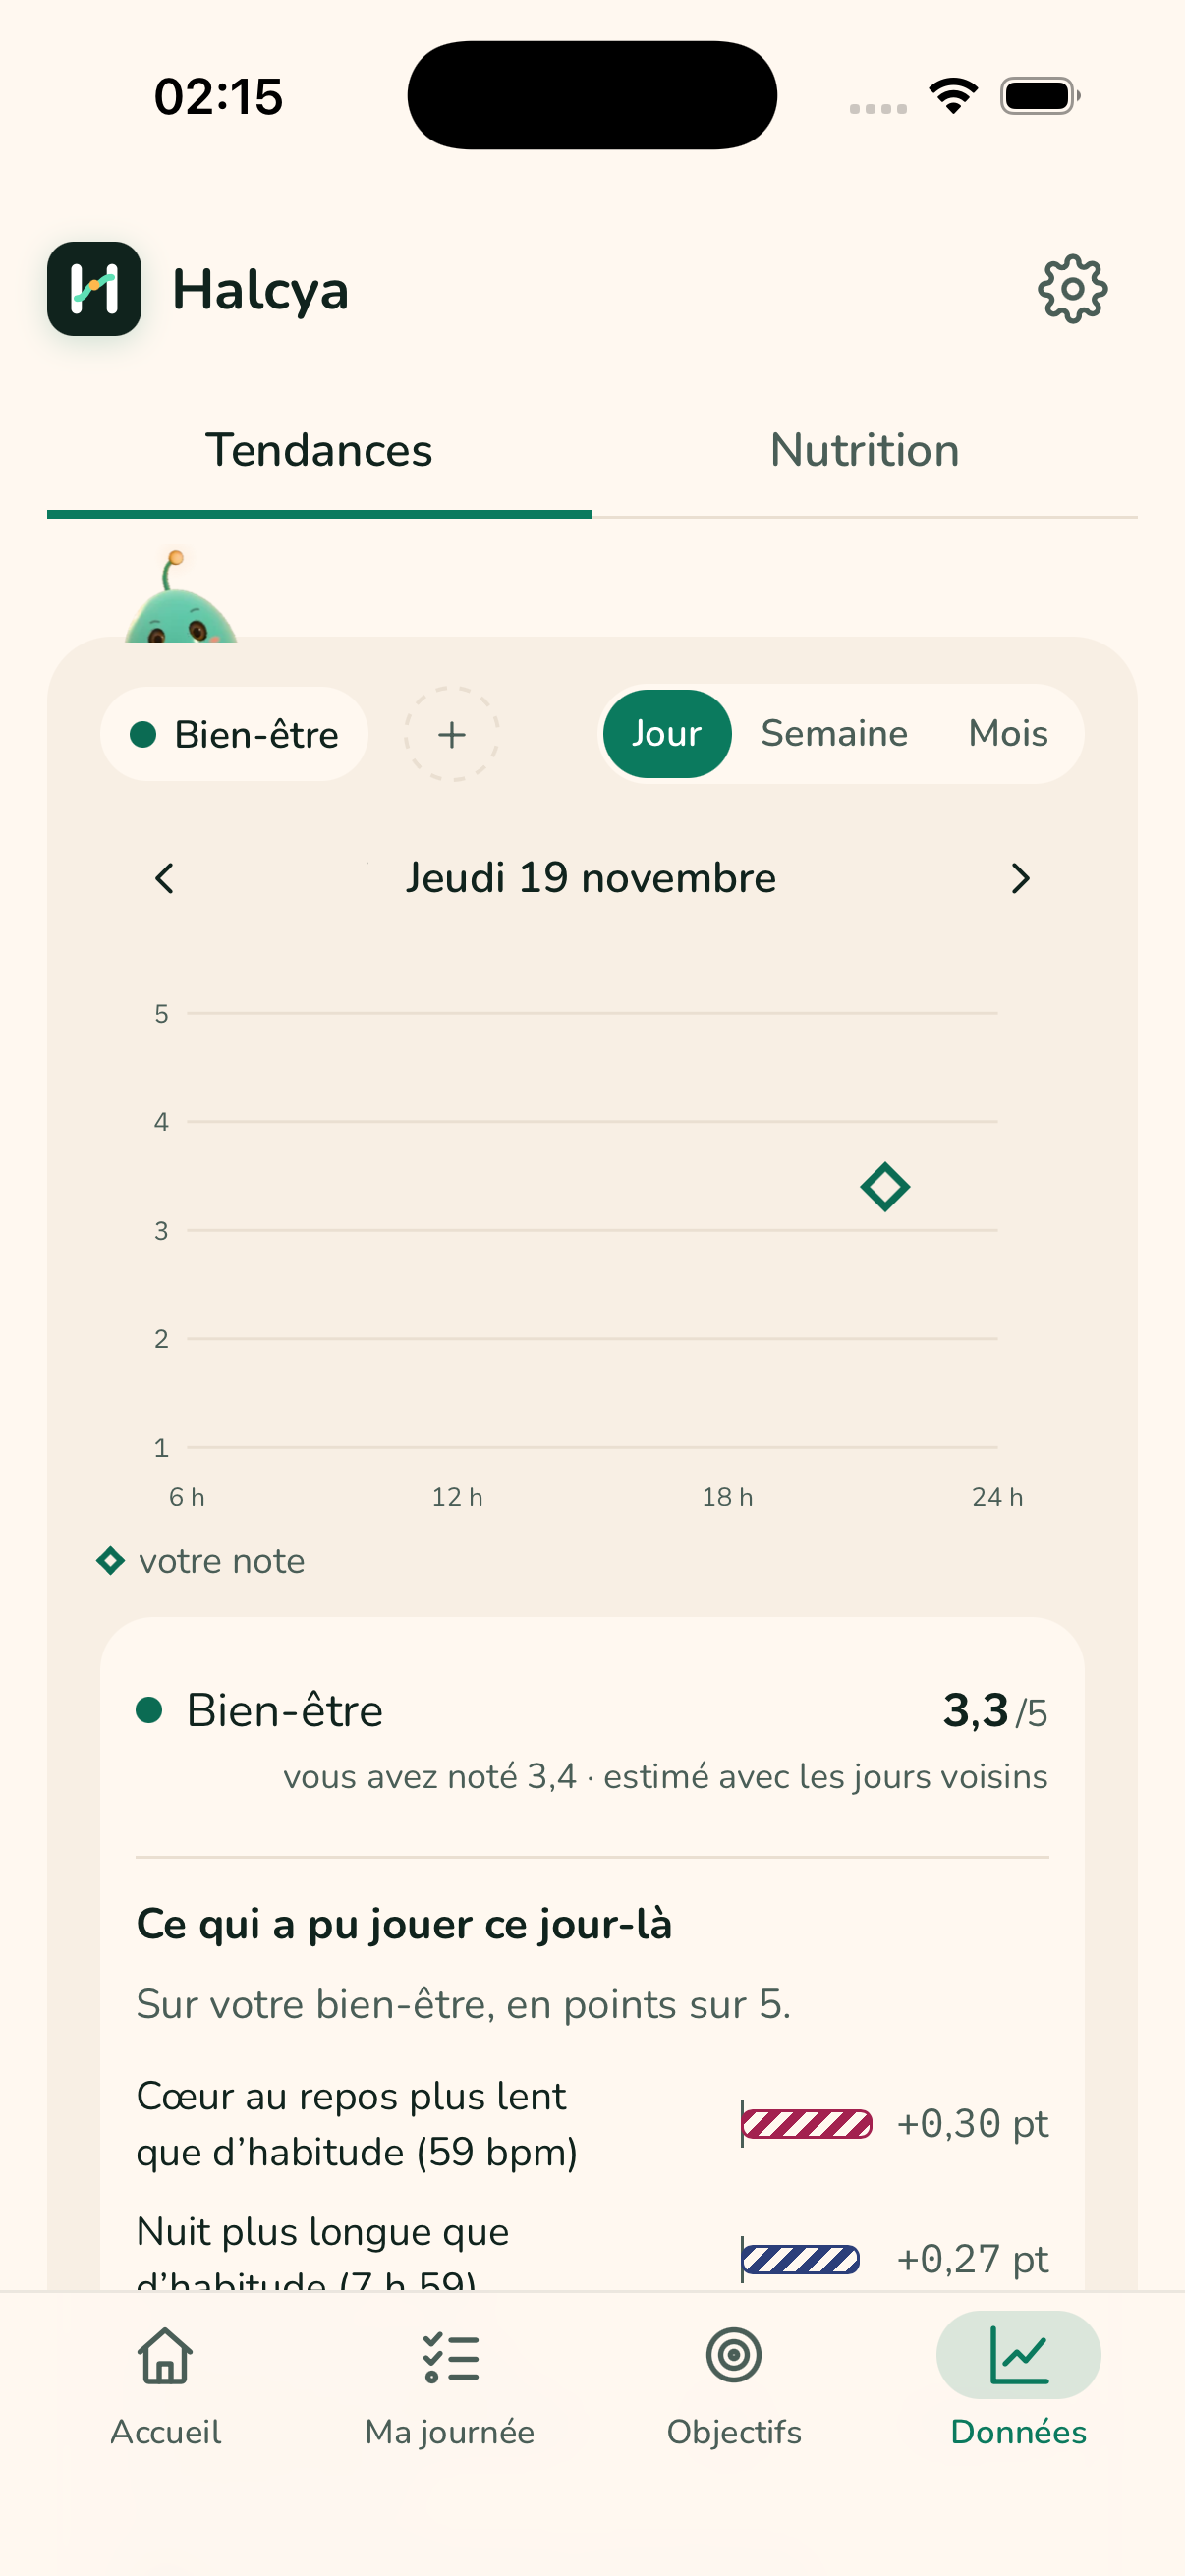 02:15
Halcya
Tendances
Nutrition
Bien-être
+
Jour
Semaine
Mois
Jeudi 19 novembre
5
4
3
2
1
6 h
12 h
18 h
24 h
votre note
Bien-être
3,3 /5
vous avez noté 3,4 · estimé avec les jours voisins
Ce qui a pu jouer ce jour-là
Sur votre bien-être, en points sur 5.
Cœur au repos plus lent
que d’habitude (59 bpm)
+0,30 pt
Nuit plus longue que
d’habitude (7 h 59)
+0,27 pt
Accueil
Ma journée
Objectifs
Données